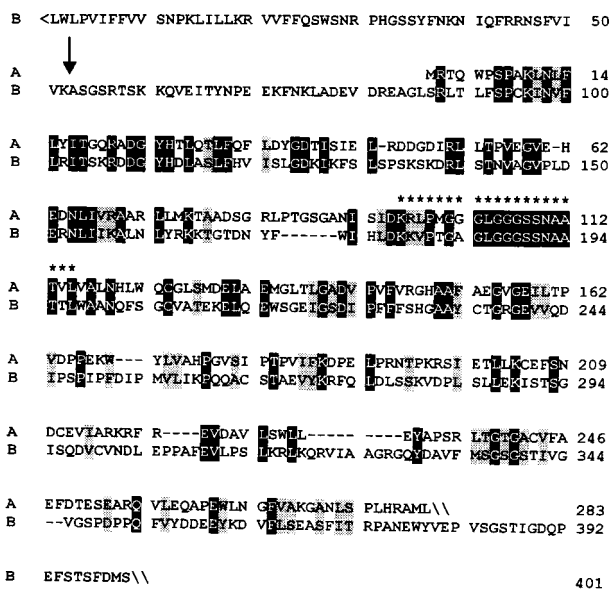 B <LWLPVIFFVV SNPKLILLKR VVFFQSWSNR PHGSSYFNKN IQFRRNSFVI 50
A MRTQ WPSPAKLNLF 14
B VKASGSRTSK KQVEITYNPE EKFNKLADEV DREAGLSRLT LFSPCKINVF 100
A LYITGQRADG YHTLQTLFQF LDYGDTISIE L-RDDGDIRL LTPVEGVE-H 62
B LRITSKRDDG YHDLASLFHV ISLGDKIKFS LSPSKSKDRL STNVAGVPLD 150
******* **********
A EDNLIVRAAR LLMKTAADSGR RLPTGSGANI SIDKRLPMGG GLGGGSSNAA 112
B ERNLIIKALN LYRKKTGTDN YF------WI HLDKKVPTGA GLGGGSSNAA 194
***
A TVLVALNHLW QCGLSMDELA EMGLTLGADV PVFVRGHAAF AEGVGEILTP 162
B TTLWAANQFS GCVATEKELQ EWSGEIGSDI PFFFSHGAAY CTGRGEVVQD 244
A VDPPEKW--- YLVAHPGVSI PTPVIFKDPE LPRNTPKRSI ETLLKCEFSN 209
B IPSPIPFDIP MVLIKPQQAC STAEVYKRFQ LDLSSKVDPL SLLEKISTSG 294
A DCEVIARKRF R----EVDAV LSWLL----- -----EYAPSR LTGTGACVFA 246
B ISQDVCVNDL EPPAFEVLPS LKRLKQRVIA AGRGQYDAVF MSGSGSTIVG 344
A EFDTESEARQ VLEQAPEWLN GFVAKGANLS PLHRAML\\ 283
B --VGSPDPPQ FVYDDEEYKD VFLSEASFIT RPANEWYVEP VSGSTIGDQP 392
B EFSTSFDMS\\ 401